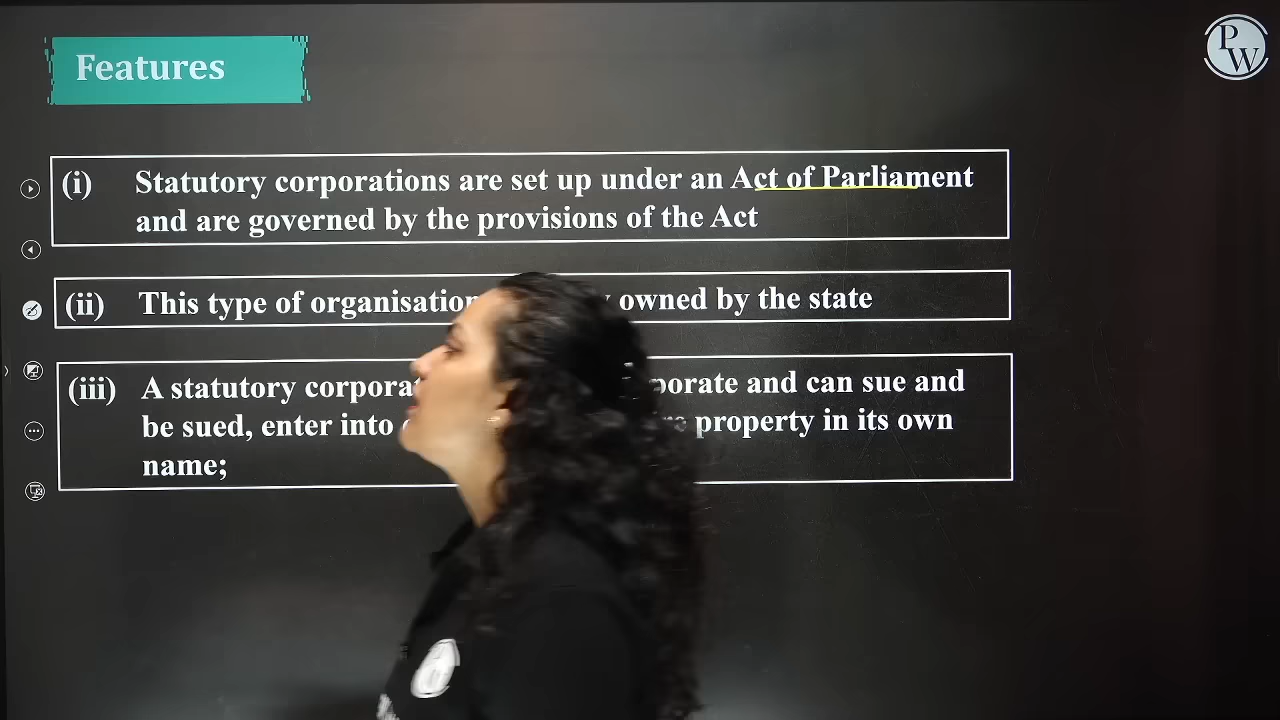 Features
PW
(i) Statutory corporations are set up under an Act of Parliament
and are governed by the provisions of the Act
(ii) This type of organisation owned by the state
(iii) A statutory and can sue and
be sued, enter into property in its own
name;